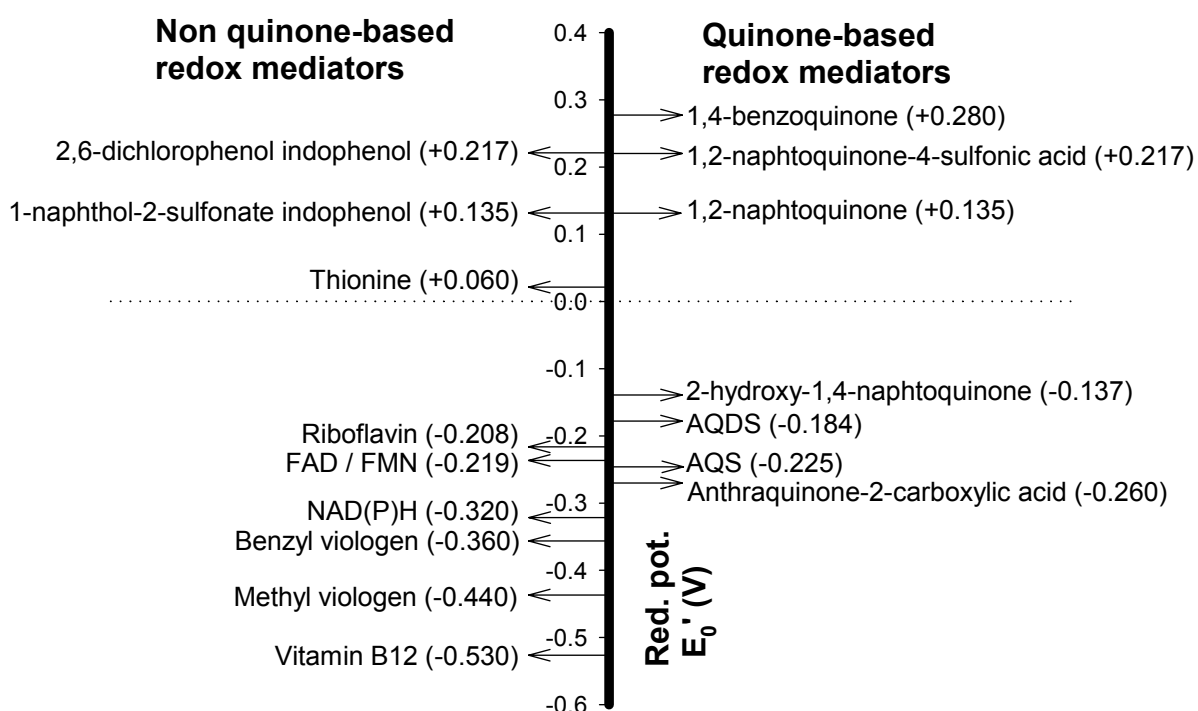 Non quinone-based
redox mediators
2,6-dichlorophenol indophenol (+0.217)
1-naphthol-2-sulfonate indophenol (+0.135)
Thionine (+0.060)
Riboflavin (-0.208)
FAD / FMN (-0.219)
NAD(P)H (-0.320)
Benzyl viologen (-0.360)
Methyl viologen (-0.440)
Vitamin B12 (-0.530)
0.4
0.3
0.2
0.1
0.0
-0.1
-0.2
-0.3
-0.4
-0.5
-0.6
Red. pot.
E0' (V)
Quinone-based
redox mediators
1,4-benzoquinone (+0.280)
1,2-naphtoquinone-4-sulfonic acid (+0.217)
1,2-naphtoquinone (+0.135)
2-hydroxy-1,4-naphtoquinone (-0.137)
AQDS (-0.184)
AQS (-0.225)
Anthraquinone-2-carboxylic acid (-0.260)